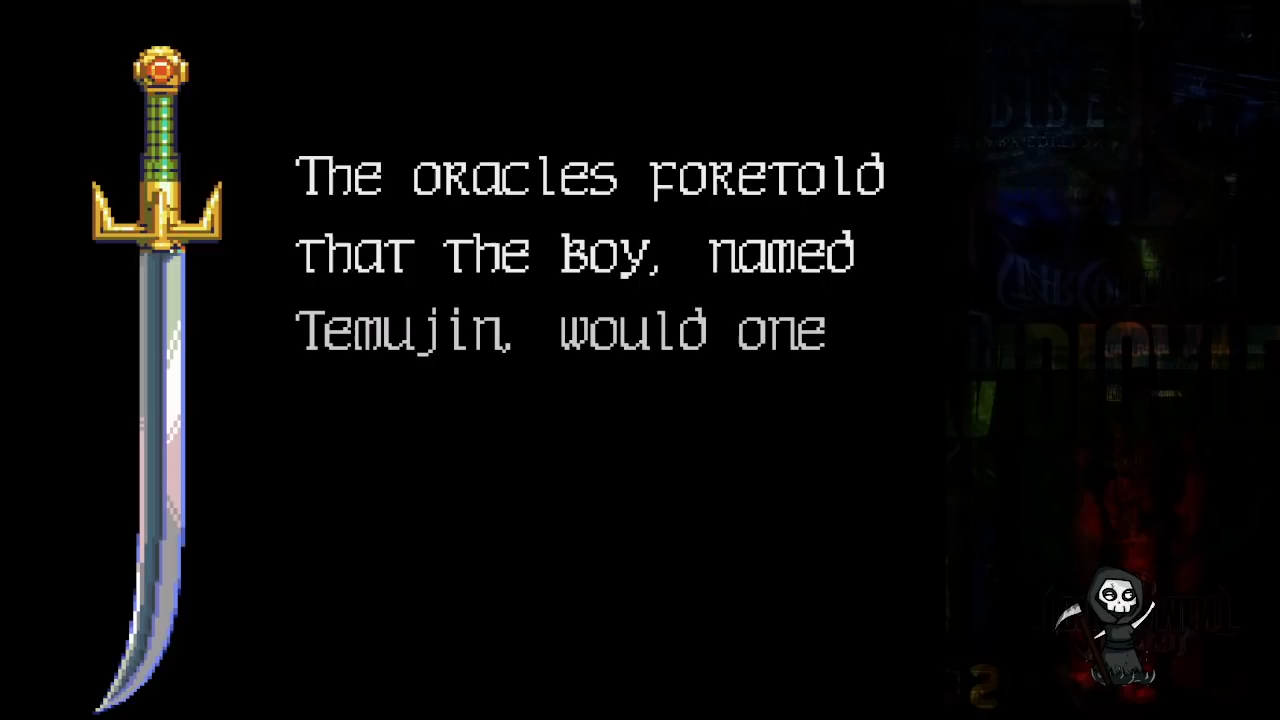 The oracles foretold
that the boy, named
Temujin, would one